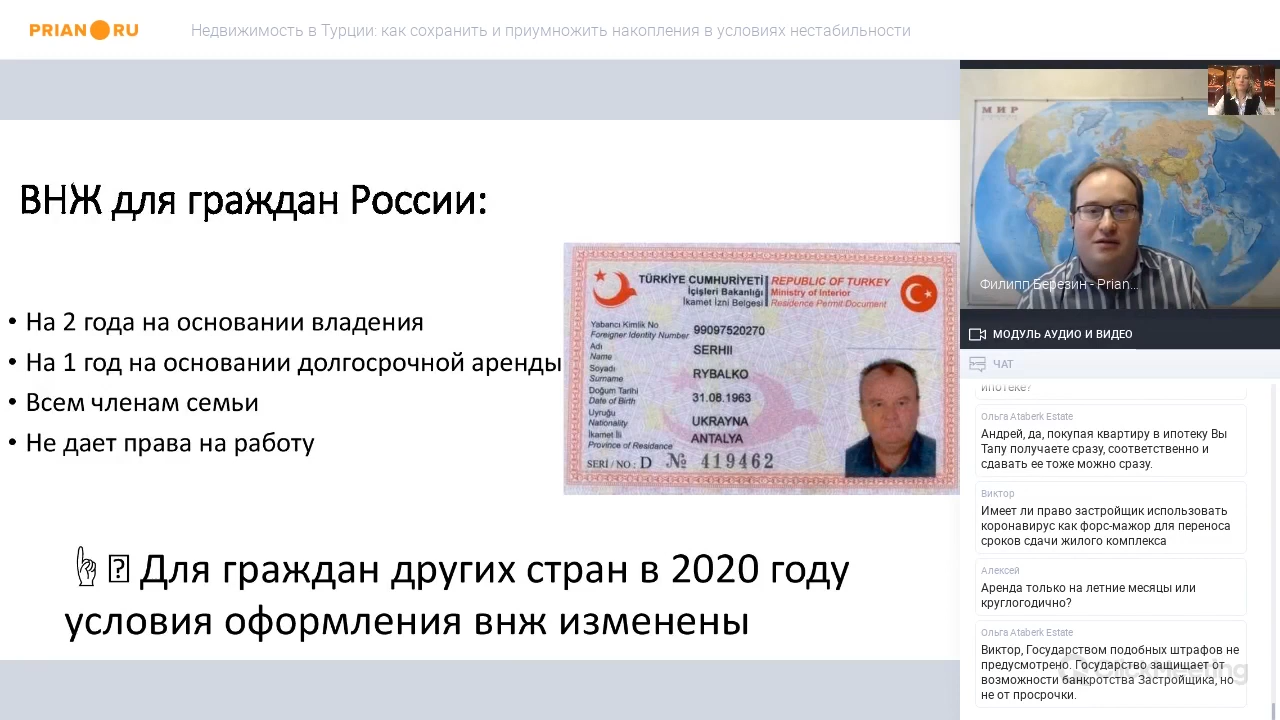 PRIAN RU
Недвижимость в Турции: как сохранить и приумножить накопления в условиях нестабильности
ВНЖ для граждан России:
• На 2 года на основании владения
• На 1 год на основании долгосрочной аренды
• Всем членам семьи
• Не дает права на работу
TÜRKİYE CUMHURİYETİ REPUBLIC OF TURKEY
İçişleri Bakanlığı Ministry of Interior
İkamet İzni Belgesi Residence Permit Document
Yabancı Kimlik No
Foreigner Identity Number 99097520270
Adı
Name SERHII
Soyadı
Surname RYBALKO
Doğum Tarihi
Date of Birth 31.08.1963
Uyruğu
Nationality UKRAYNA
İkamet İli
Province of Residence ANTALYA
SERİ / NO : D № 419462
☝ Для граждан других стран в 2020 году
условия оформления внж изменены
МИР
Филипп Березин - Prian...
МОДУЛЬ АУДИО И ВИДЕО
ЧАТ
ипотеке?
Ольга Ataberk Estate
Андрей, да, покупая квартиру в ипотеку Вы
Тапу получаете сразу, соответственно и
сдавать ее тоже можно сразу.
Виктор
Имеет ли право застройщик использовать
коронавирус как форс-мажор для переноса
сроков сдачи жилого комплекса
Алексей
Аренда только на летние месяцы или
круглогодично?
Ольга Ataberk Estate
Виктор, Государством подобных штрафов не
предусмотрено. Государство защищает от
возможности банкротства Застройщика, но
не от просрочки.